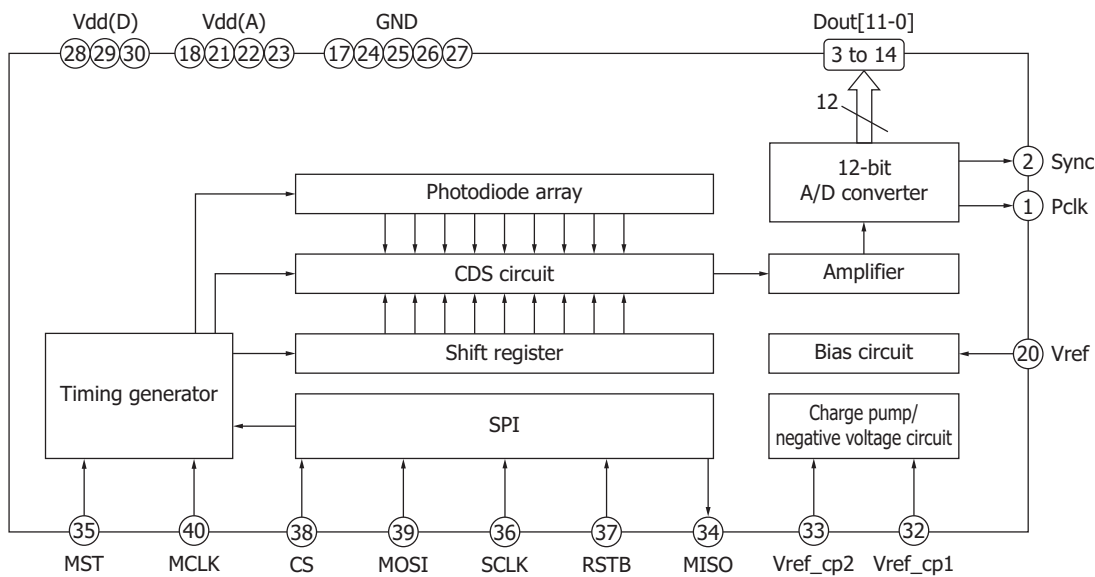 Vdd(D) Vdd(A) GND Dout[11-0]
28 29 30 18 21 22 23 17 24 25 26 27 3 to 14
12
12-bit
A/D converter
2 Sync
Photodiode array
1 Pclk
CDS circuit
Amplifier
Shift register
Bias circuit
20 Vref
Timing generator
SPI
Charge pump/
negative voltage circuit
35 40 38 39 36 37 34 33 32
MST MCLK CS MOSI SCLK RSTB MISO Vref_cp2 Vref_cp1